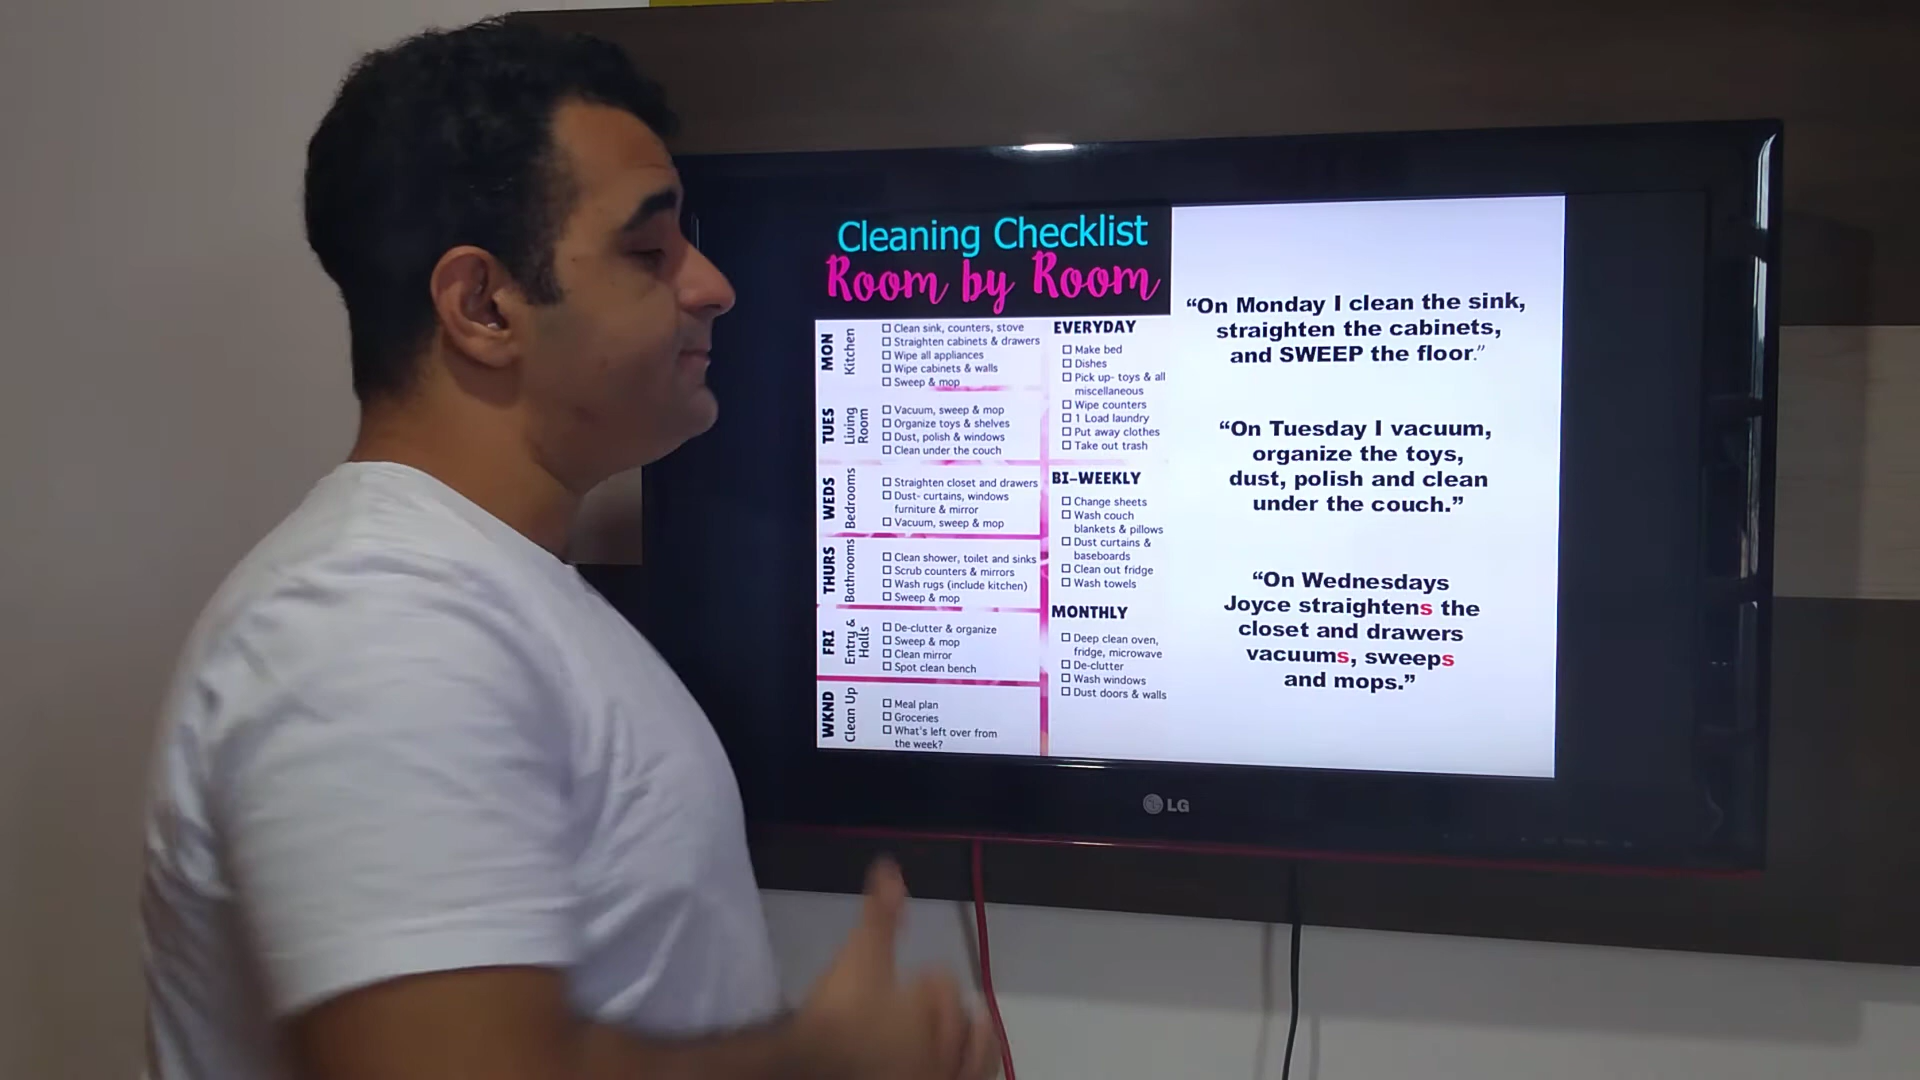 Cleaning Checklist
Room by Room
MON
Kitchen
Clean sink, counters, stove
Straighten cabinets & drawers
Wipe all appliances
Wipe cabinets & walls
Sweep & mop
TUES
Living
Room
Vacuum, sweep & mop
Organize toys & shelves
Dust, polish & windows
Clean under the couch
WEDS
Bedrooms
Straighten closet and drawers
Dust- curtains, windows
furniture & mirror
Vacuum, sweep & mop
THURS
Bathrooms
Clean shower, toilet and sinks
Scrub counters & mirrors
Wash rugs (include kitchen)
Sweep & mop
FRI
Entry &
Halls
De-clutter & organize
Sweep & mop
Clean mirror
Spot clean bench
WKND
Clean Up
Meal plan
Groceries
What's left over from
the week?
EVERYDAY
Make bed
Dishes
Pick up- toys & all
miscellaneous
Wipe counters
1 Load laundry
Put away clothes
Take out trash
BI-WEEKLY
Change sheets
Wash couch
blankets & pillows
Dust curtains &
baseboards
Clean out fridge
Wash towels
MONTHLY
Deep clean oven,
fridge, microwave
De-clutter
Wash windows
Dust doors & walls
“On Monday I clean the sink,
straighten the cabinets,
and SWEEP the floor.”
“On Tuesday I vacuum,
organize the toys,
dust, polish and clean
under the couch.”
“On Wednesdays
Joyce straightens the
closet and drawers
vacuums, sweeps
and mops.”
LG